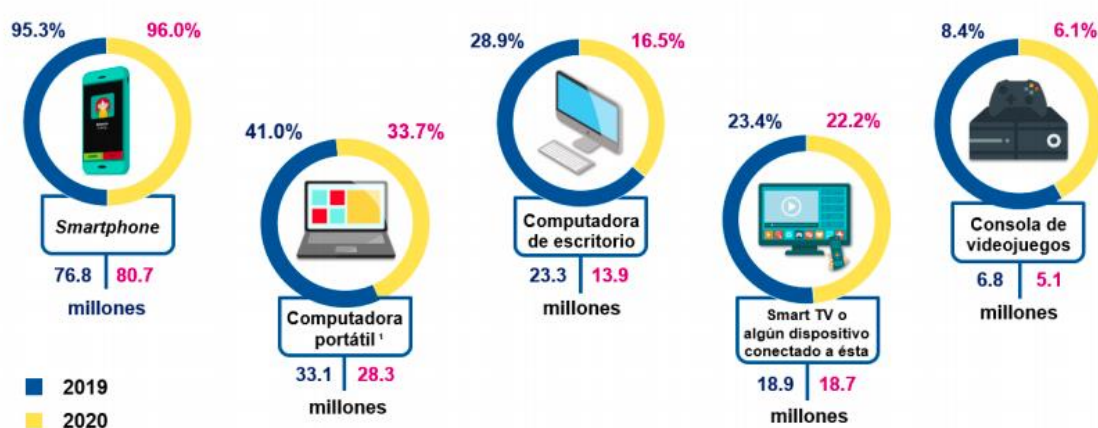 95.3% 96.0%
Smartphone
76.8 80.7
millones
41.0% 33.7%
Computadora
portátil ¹
33.1 28.3
millones
28.9% 16.5%
Computadora
de escritorio
23.3 13.9
millones
23.4% 22.2%
Smart TV o
algún dispositivo
conectado a ésta
18.9 18.7
millones
8.4% 6.1%
Consola de
videojuegos
6.8 5.1
millones
2019
2020